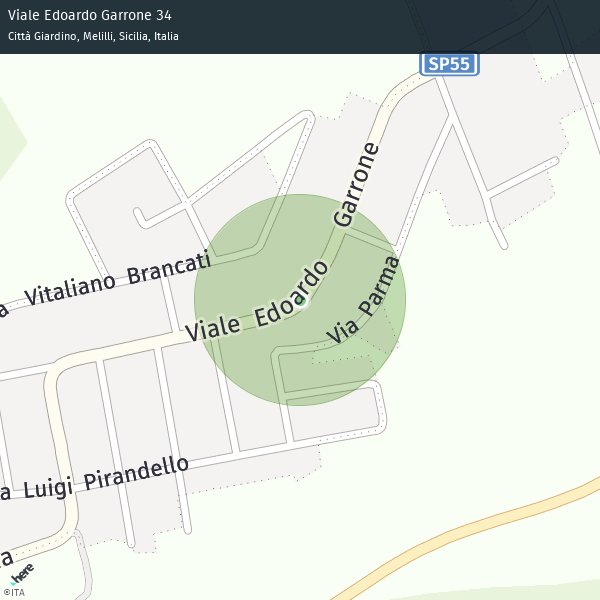 Viale Edoardo Garrone 34
Città Giardino, Melilli, Sicilia, Italia
SP55
Viale Edoardo Garrone
a Vitaliano Brancati
Via Parma
a Luigi Pirandello
ia
here
©ITA